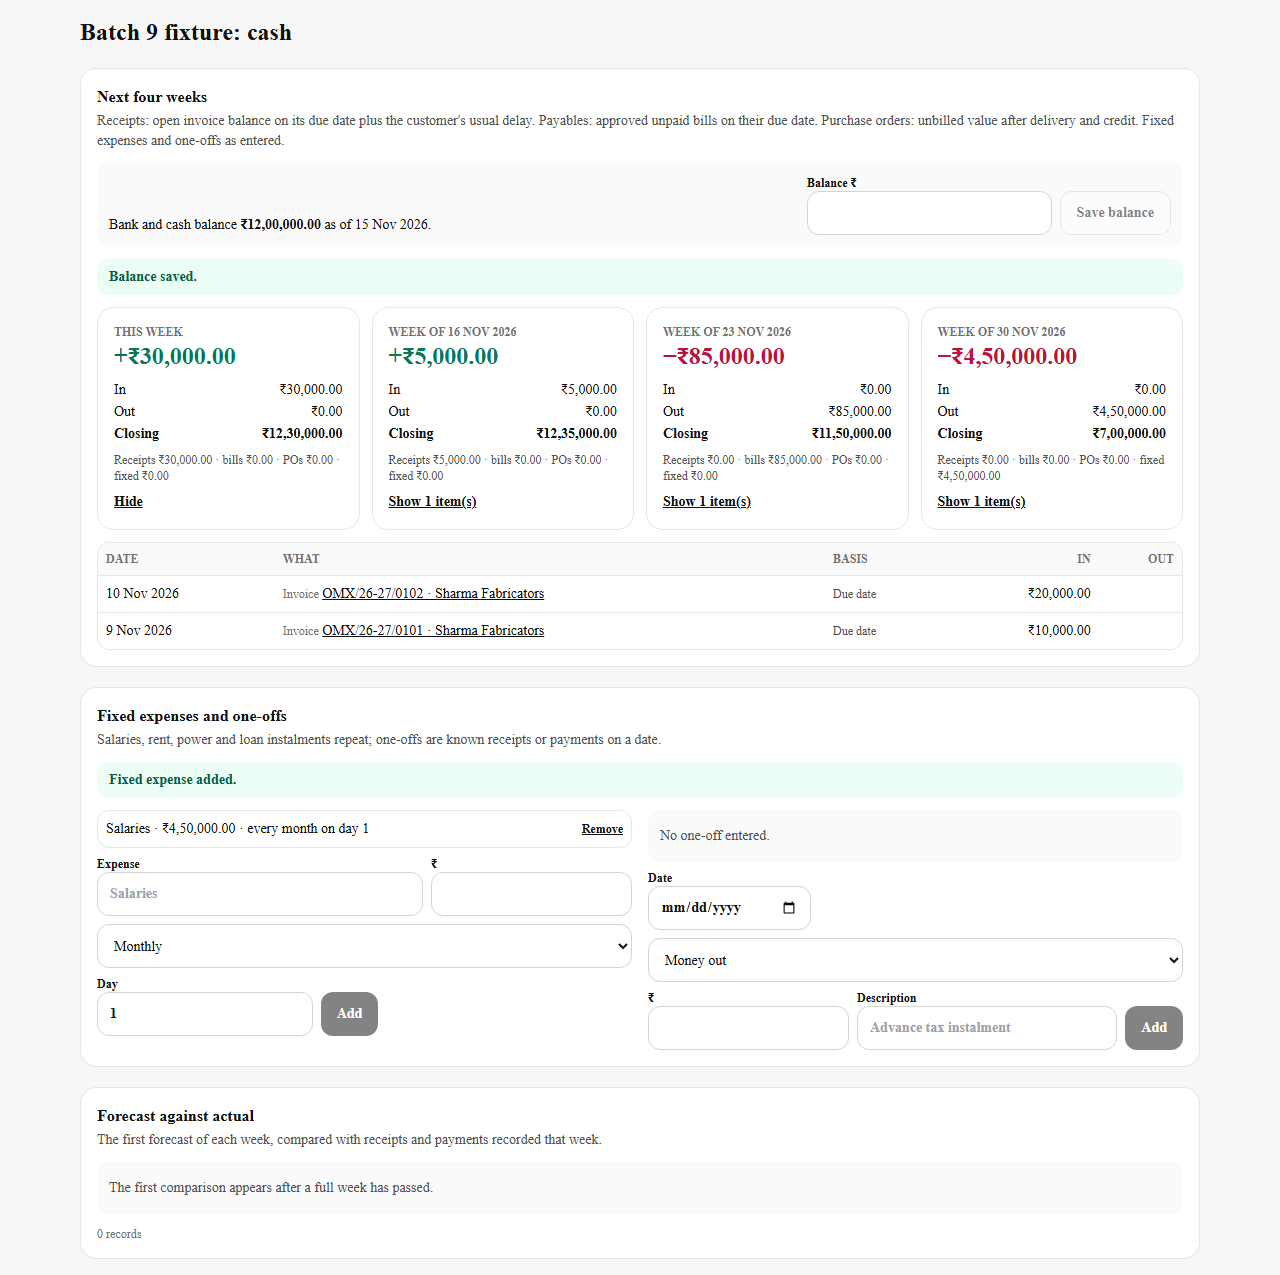 Batch 9 fixture: cash
Next four weeks
Receipts: open invoice balance on its due date plus the customer's usual delay. Payables: approved unpaid bills on their due date. Purchase orders: unbilled value after delivery and credit. Fixed
expenses and one-offs as entered.
Balance ₹
Bank and cash balance ₹12,00,000.00 as of 15 Nov 2026.
Save balance
Balance saved.
THIS WEEK
+₹30,000.00
In ₹30,000.00
Out ₹0.00
Closing ₹12,30,000.00
Receipts ₹30,000.00 · bills ₹0.00 · POs ₹0.00 ·
fixed ₹0.00
Hide
WEEK OF 16 NOV 2026
+₹5,000.00
In ₹5,000.00
Out ₹0.00
Closing ₹12,35,000.00
Receipts ₹5,000.00 · bills ₹0.00 · POs ₹0.00 ·
fixed ₹0.00
Show 1 item(s)
WEEK OF 23 NOV 2026
−₹85,000.00
In ₹0.00
Out ₹85,000.00
Closing ₹11,50,000.00
Receipts ₹0.00 · bills ₹85,000.00 · POs ₹0.00 ·
fixed ₹0.00
Show 1 item(s)
WEEK OF 30 NOV 2026
−₹4,50,000.00
In ₹0.00
Out ₹4,50,000.00
Closing ₹7,00,000.00
Receipts ₹0.00 · bills ₹0.00 · POs ₹0.00 · fixed
₹4,50,000.00
Show 1 item(s)
DATE WHAT BASIS IN OUT
10 Nov 2026 Invoice OMX/26-27/0102 · Sharma Fabricators Due date ₹20,000.00
9 Nov 2026 Invoice OMX/26-27/0101 · Sharma Fabricators Due date ₹10,000.00
Fixed expenses and one-offs
Salaries, rent, power and loan instalments repeat; one-offs are known receipts or payments on a date.
Fixed expense added.
Salaries · ₹4,50,000.00 · every month on day 1 Remove
Expense ₹
Salaries
Monthly
Day
1 Add
No one-off entered.
Date
mm/dd/yyyy
Money out
₹ Description
Advance tax instalment Add
Forecast against actual
The first forecast of each week, compared with receipts and payments recorded that week.
The first comparison appears after a full week has passed.
0 records